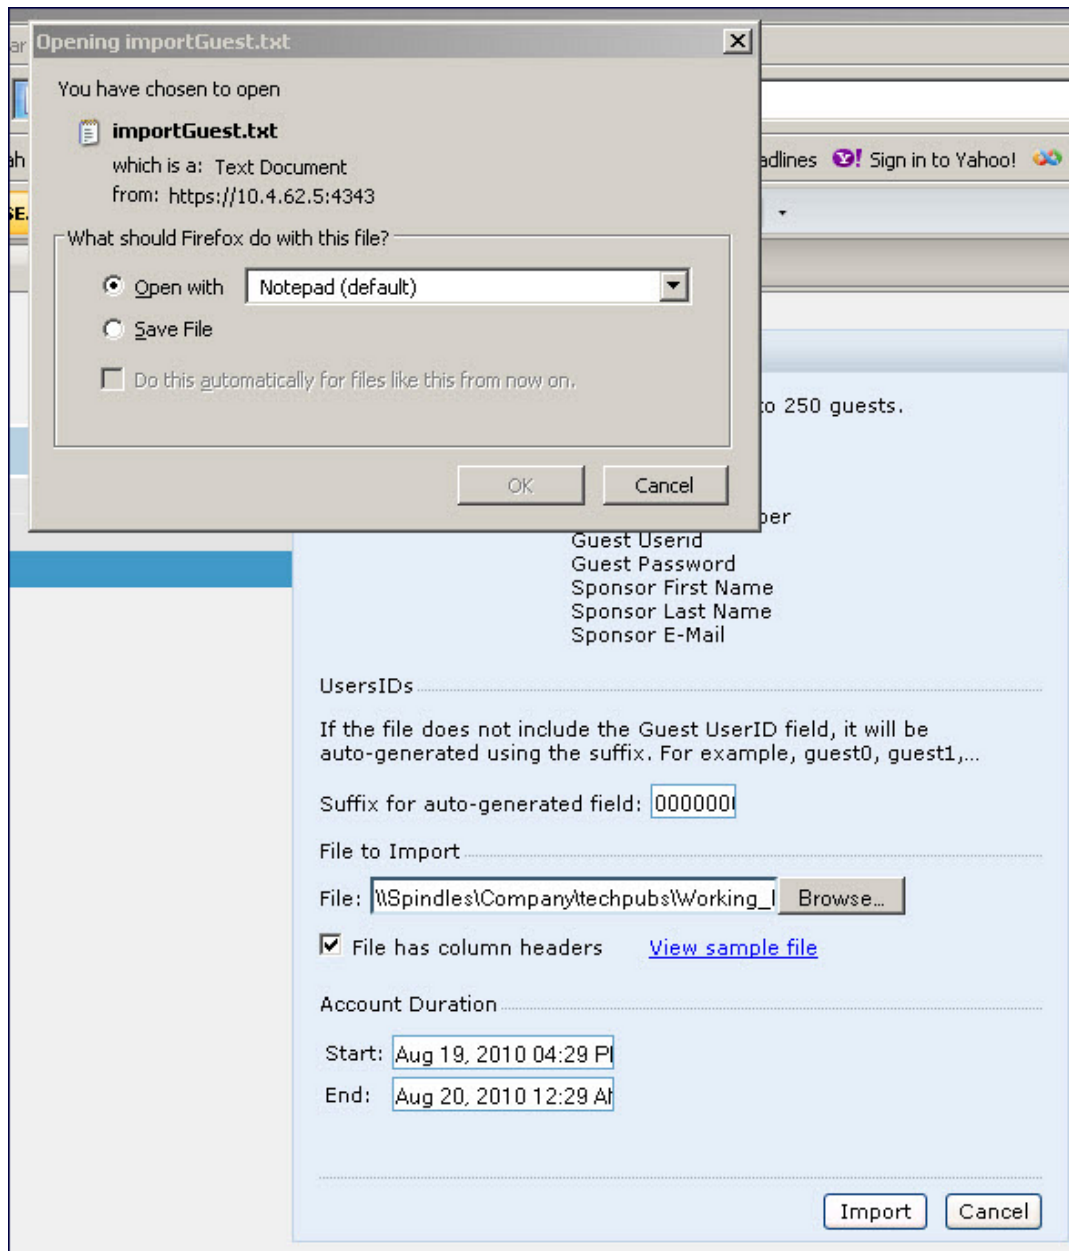 Opening importGuest.txt
You have chosen to open
importGuest.txt
which is a: Text Document
from: https://10.4.62.5:4343
adlines Y! Sign in to Yahoo!
What should Firefox do with this file?
Open with Notepad (default)
Save File
Do this automatically for files like this from now on.
to 250 guests.
OK Cancel
Guest Userid
Guest Password
Sponsor First Name
Sponsor Last Name
Sponsor E-Mail
UsersIDs
If the file does not include the Guest UserID field, it will be
auto-generated using the suffix. For example, guest0, guest1,...
Suffix for auto-generated field: 000000
File to Import
File: \\Spindles\Company\techpubs\Working_ Browse...
File has column headers View sample file
Account Duration
Start: Aug 19, 2010 04:29 P
End: Aug 20, 2010 12:29 A
Import Cancel